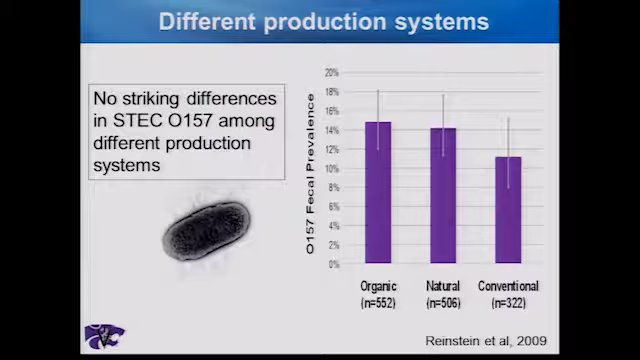 Different production systems
No striking differences
in STEC O157 among
different production
systems
O157 Fecal Prevalence
20%
18%
16%
14%
12%
10%
8%
6%
4%
2%
0%
Organic
(n=552)
Natural
(n=506)
Conventional
(n=322)
Reinstein et al, 2009